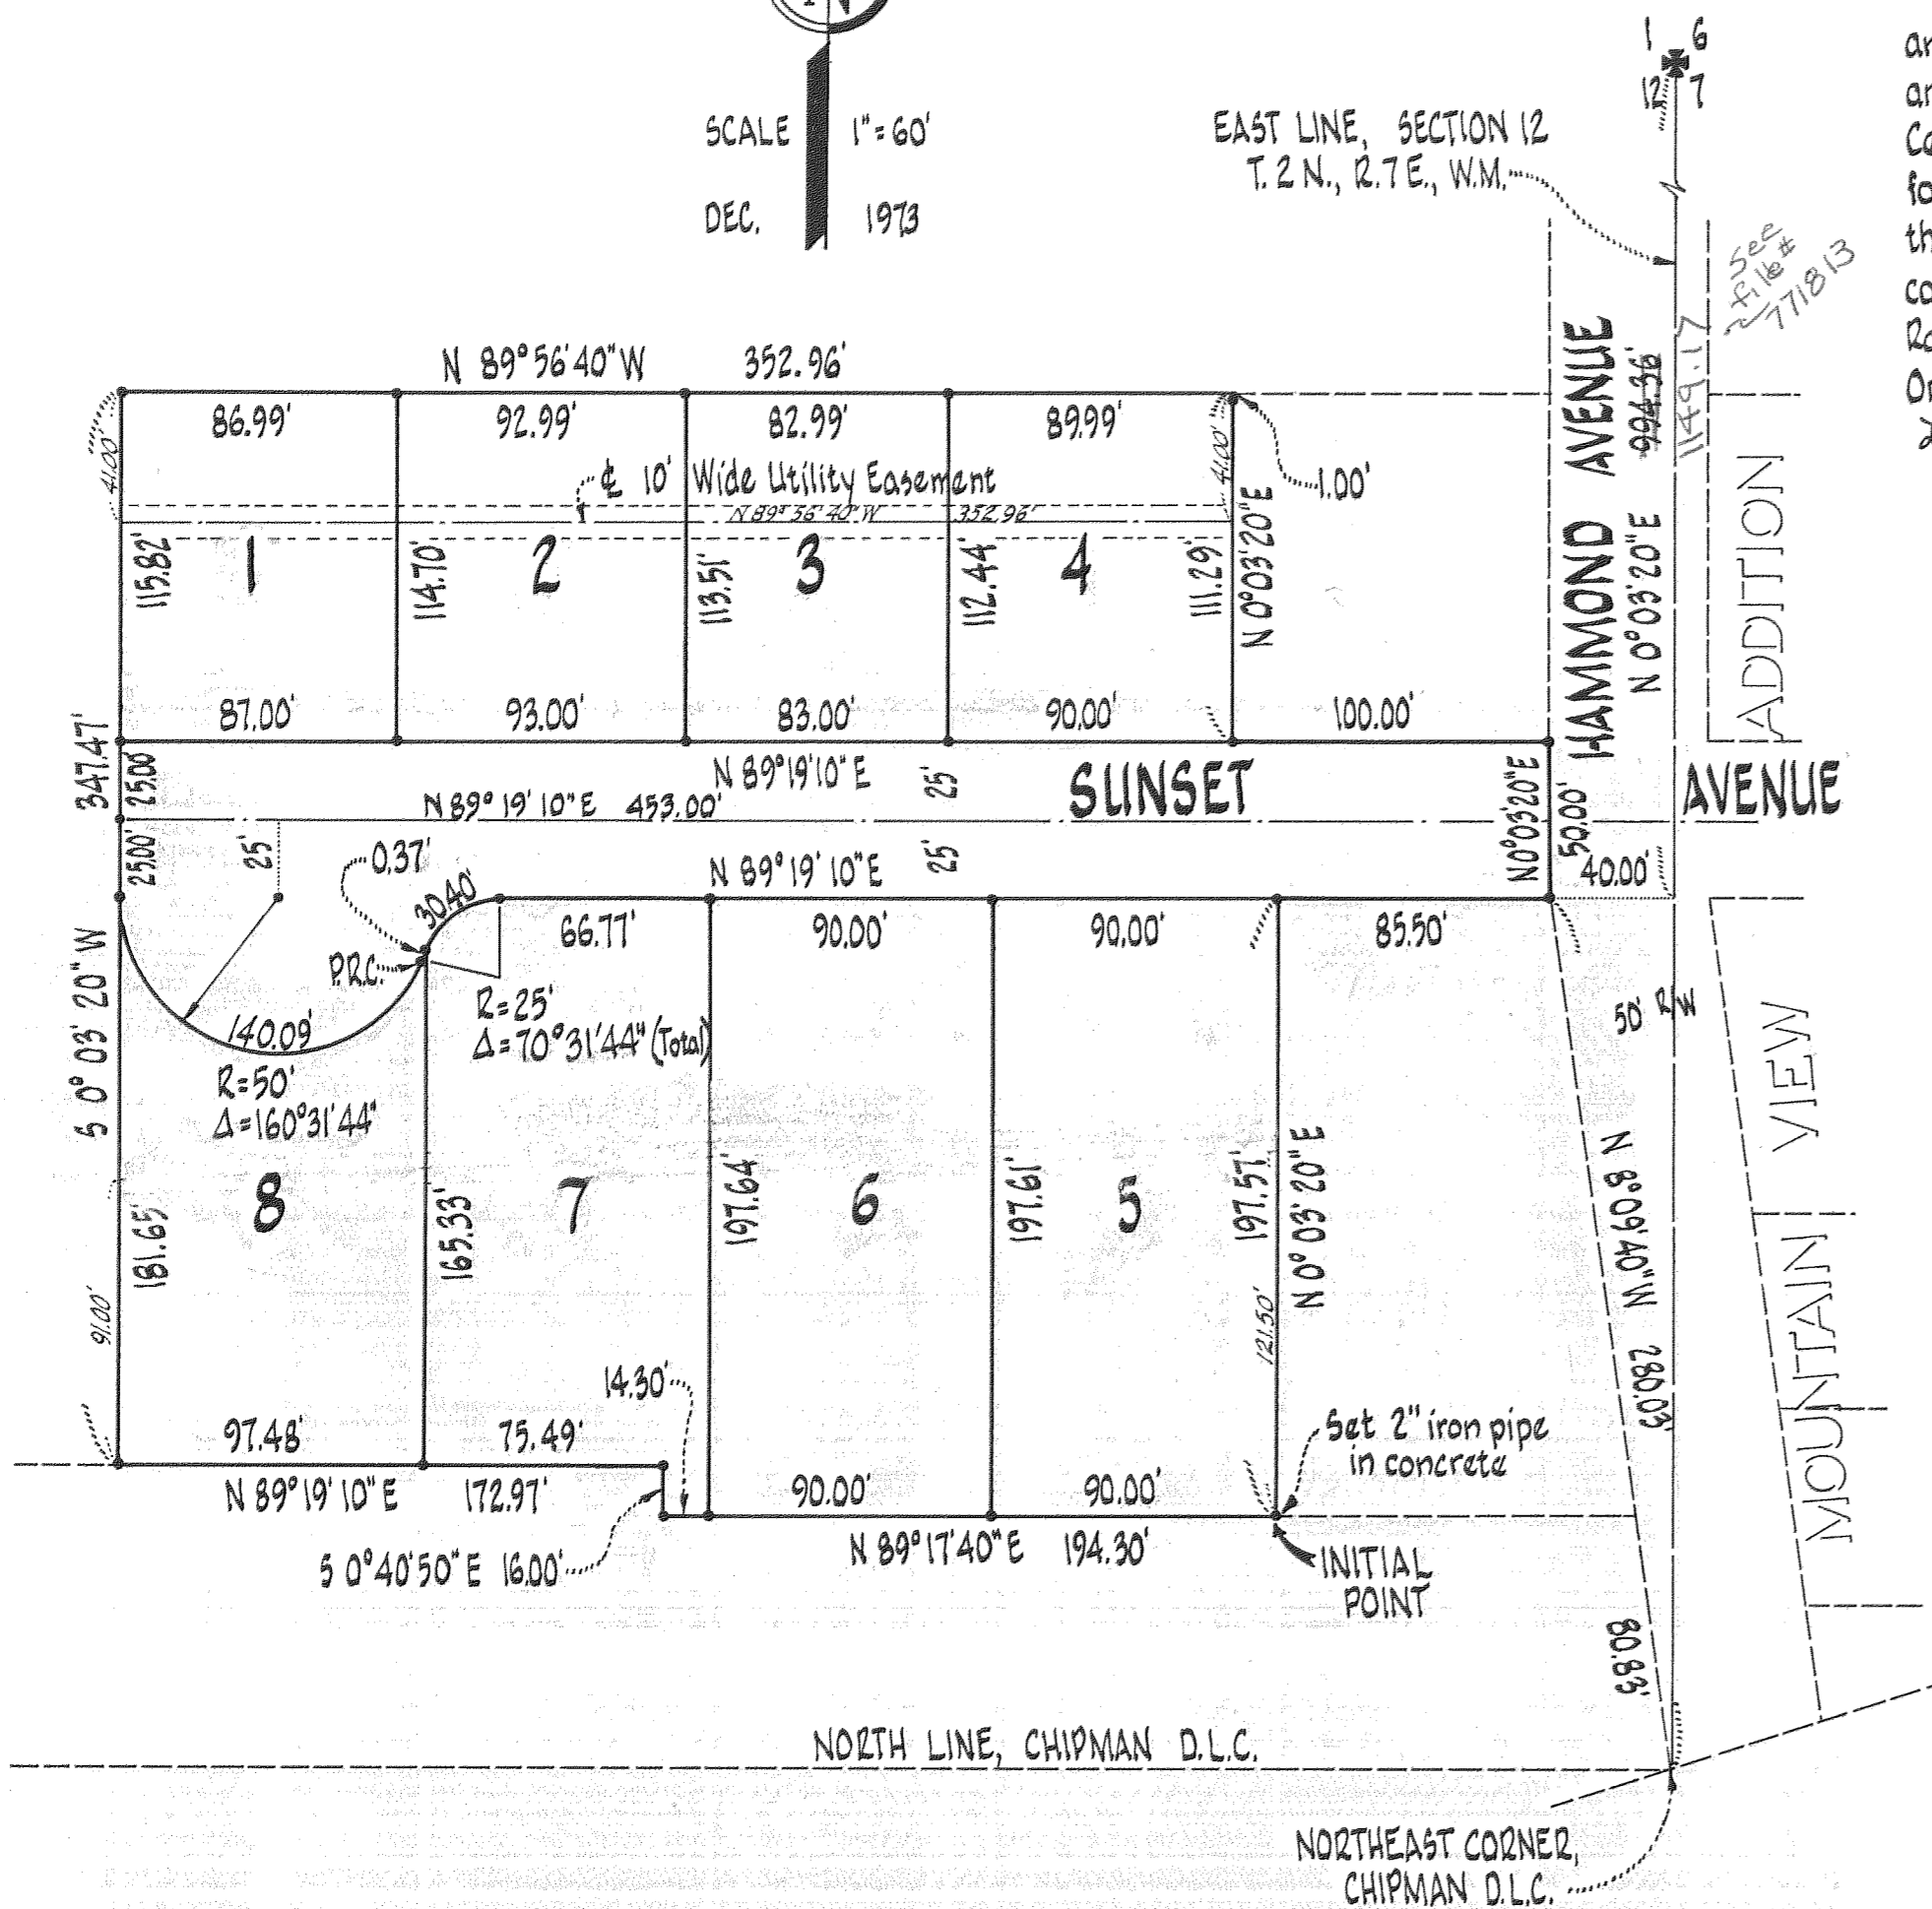 N
SCALE 1"=60'
DEC. 1973
1 6
12 7
EAST LINE, SECTION 12
T. 2 N., R. 7 E., W.M.
see
file #
771813
N 89°56'40"W 352.96'
86.99'
92.99'
82.99'
89.99'
41.00'
41.00'
1.00'
℄ 10' Wide Utility Easement
N 89° 56' 40" W 352.96'
115.82'
1
114.70'
2
113.51'
3
112.44'
4
111.29'
N 0°03'20"E
HAMMOND AVENUE
N 0°03'20"E 994.36'
1149.17
ADDITION
87.00'
93.00'
83.00'
90.00'
100.00'
347.47'
25.00'
N 89°19'10"E
25'
SUNSET
AVENUE
N 89°19'10"E 453.00'
N 0°03'20"E
50.00'
25.00'
25'
0.37'
30.40'
N 89°19'10"E
25'
40.00'
66.77'
90.00'
90.00'
85.50'
P.R.C.
R=25'
Δ=70°31'44" (Total)
140.09'
R=50'
Δ=160°31'44"
50' R/W
S 0° 03' 20" W
181.65'
8
165.33'
7
197.64'
6
197.61'
5
197.57'
N 0° 03' 20" E
N 8°09'40"W 280.03'
MOUNTAIN VIEW
91.00'
121.50'
14.30'
97.48'
75.49'
Set 2" iron pipe
in concrete
N 89°19'10"E 172.97'
90.00'
90.00'
S 0°40'50"E 16.00'
N 89°17'40"E 194.30'
INITIAL
POINT
80.83'
NORTH LINE, CHIPMAN D.L.C.
NORTHEAST CORNER,
CHIPMAN D.L.C.